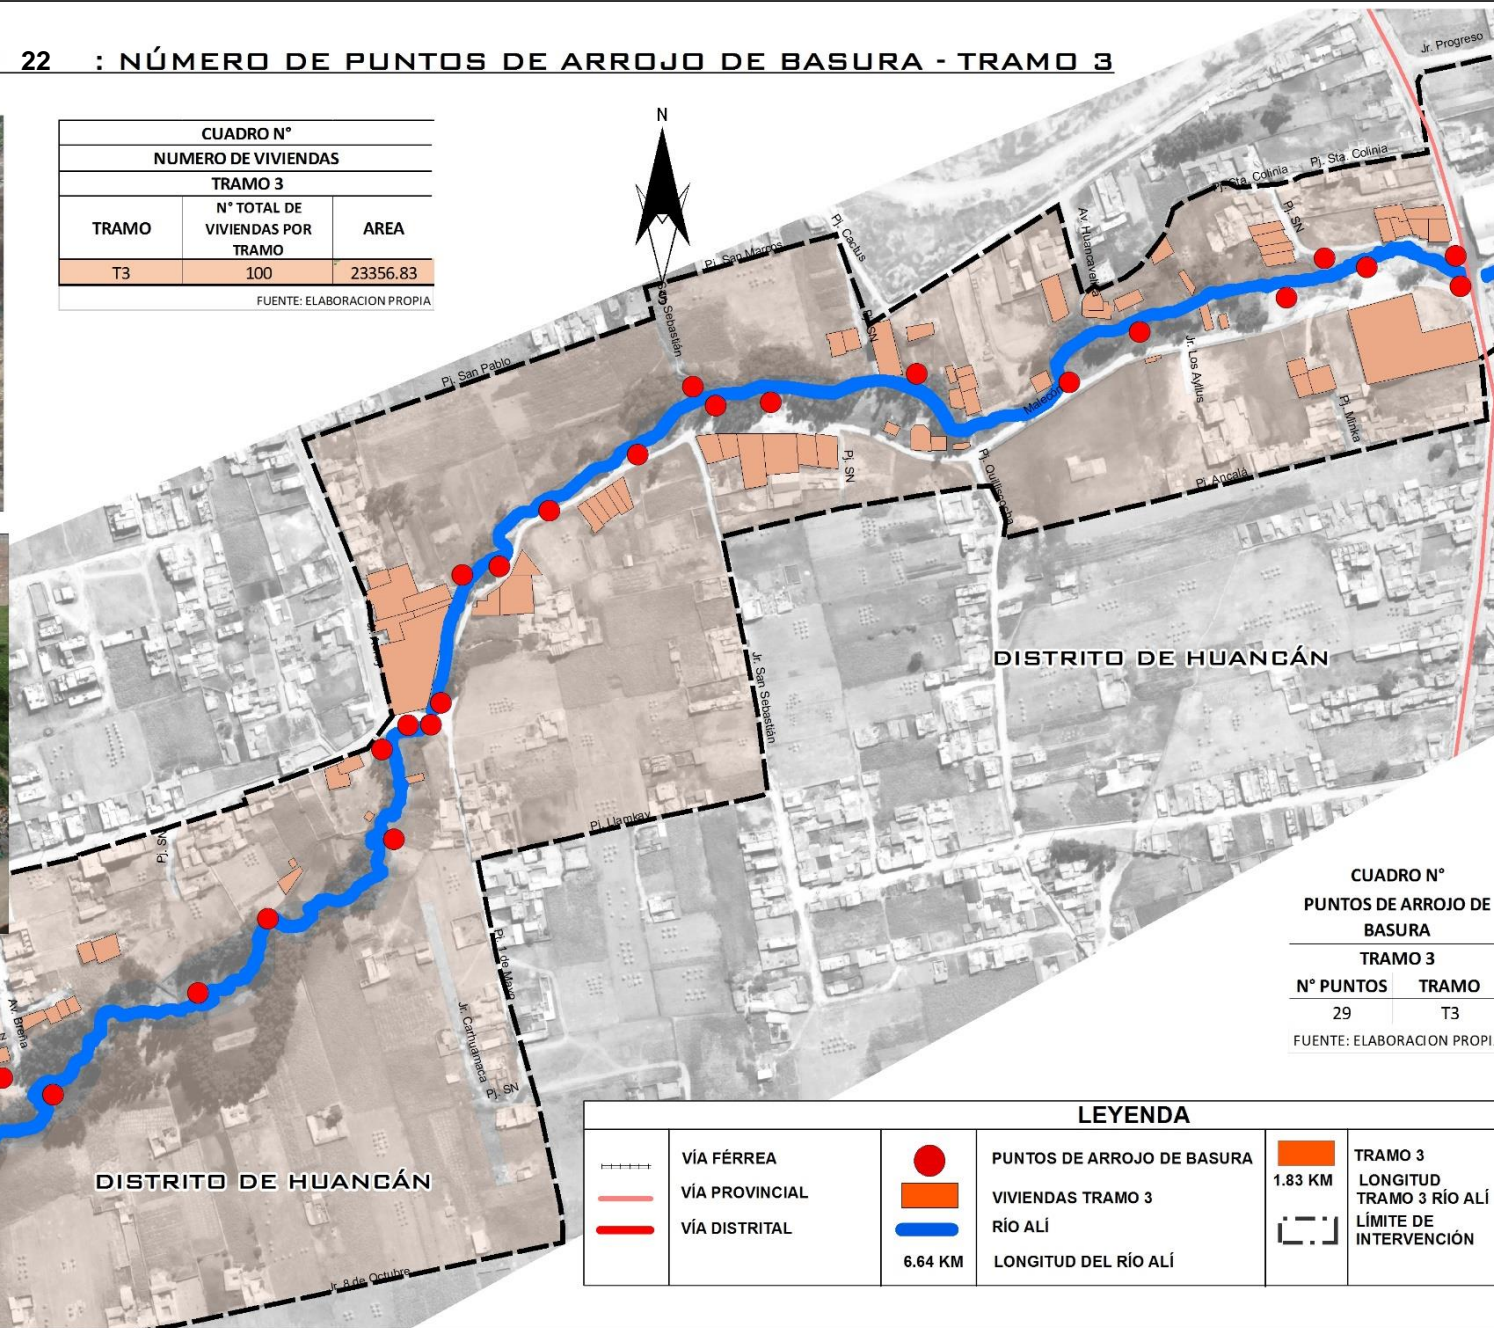 22 : NÚMERO DE PUNTOS DE ARROJO DE BASURA - TRAMO 3
CUADRO N°
NUMERO DE VIVIENDAS
TRAMO 3
TRAMO
N° TOTAL DE
VIVIENDAS POR
TRAMO
AREA
T3 100 23356.83
FUENTE: ELABORACION PROPIA
N
Jr. Progreso
Pj. Sta. Colinia
Pj. Sta. Colinia
Pj. SN
Av. Huancavelica
Pj. Cactus
Pj. San Marcos
Pj. SN
San Sebastián
Pj. San Pablo
Malecón
Jr. Los Ayllus
Pj. Minka
Pj. Ancalá
Pj. SN
Pj. Quilliscocha
DISTRITO DE HUANCÁN
Jr. San Sebastián
Pj. Llamkay
Pj. SN
Pj. 1 de Mayo
Av. Breña
Jr. Carhuamaca
Pj. SN
DISTRITO DE HUANCÁN
Jr. 8 de Octubre
CUADRO N°
PUNTOS DE ARROJO DE
BASURA
TRAMO 3
N° PUNTOS TRAMO
29 T3
FUENTE: ELABORACION PROPI
LEYENDA
VÍA FÉRREA
VÍA PROVINCIAL
VÍA DISTRITAL
PUNTOS DE ARROJO DE BASURA
VIVIENDAS TRAMO 3
RÍO ALÍ
6.64 KM LONGITUD DEL RÍO ALÍ
TRAMO 3
1.83 KM LONGITUD
TRAMO 3 RÍO ALÍ
LÍMITE DE
INTERVENCIÓN